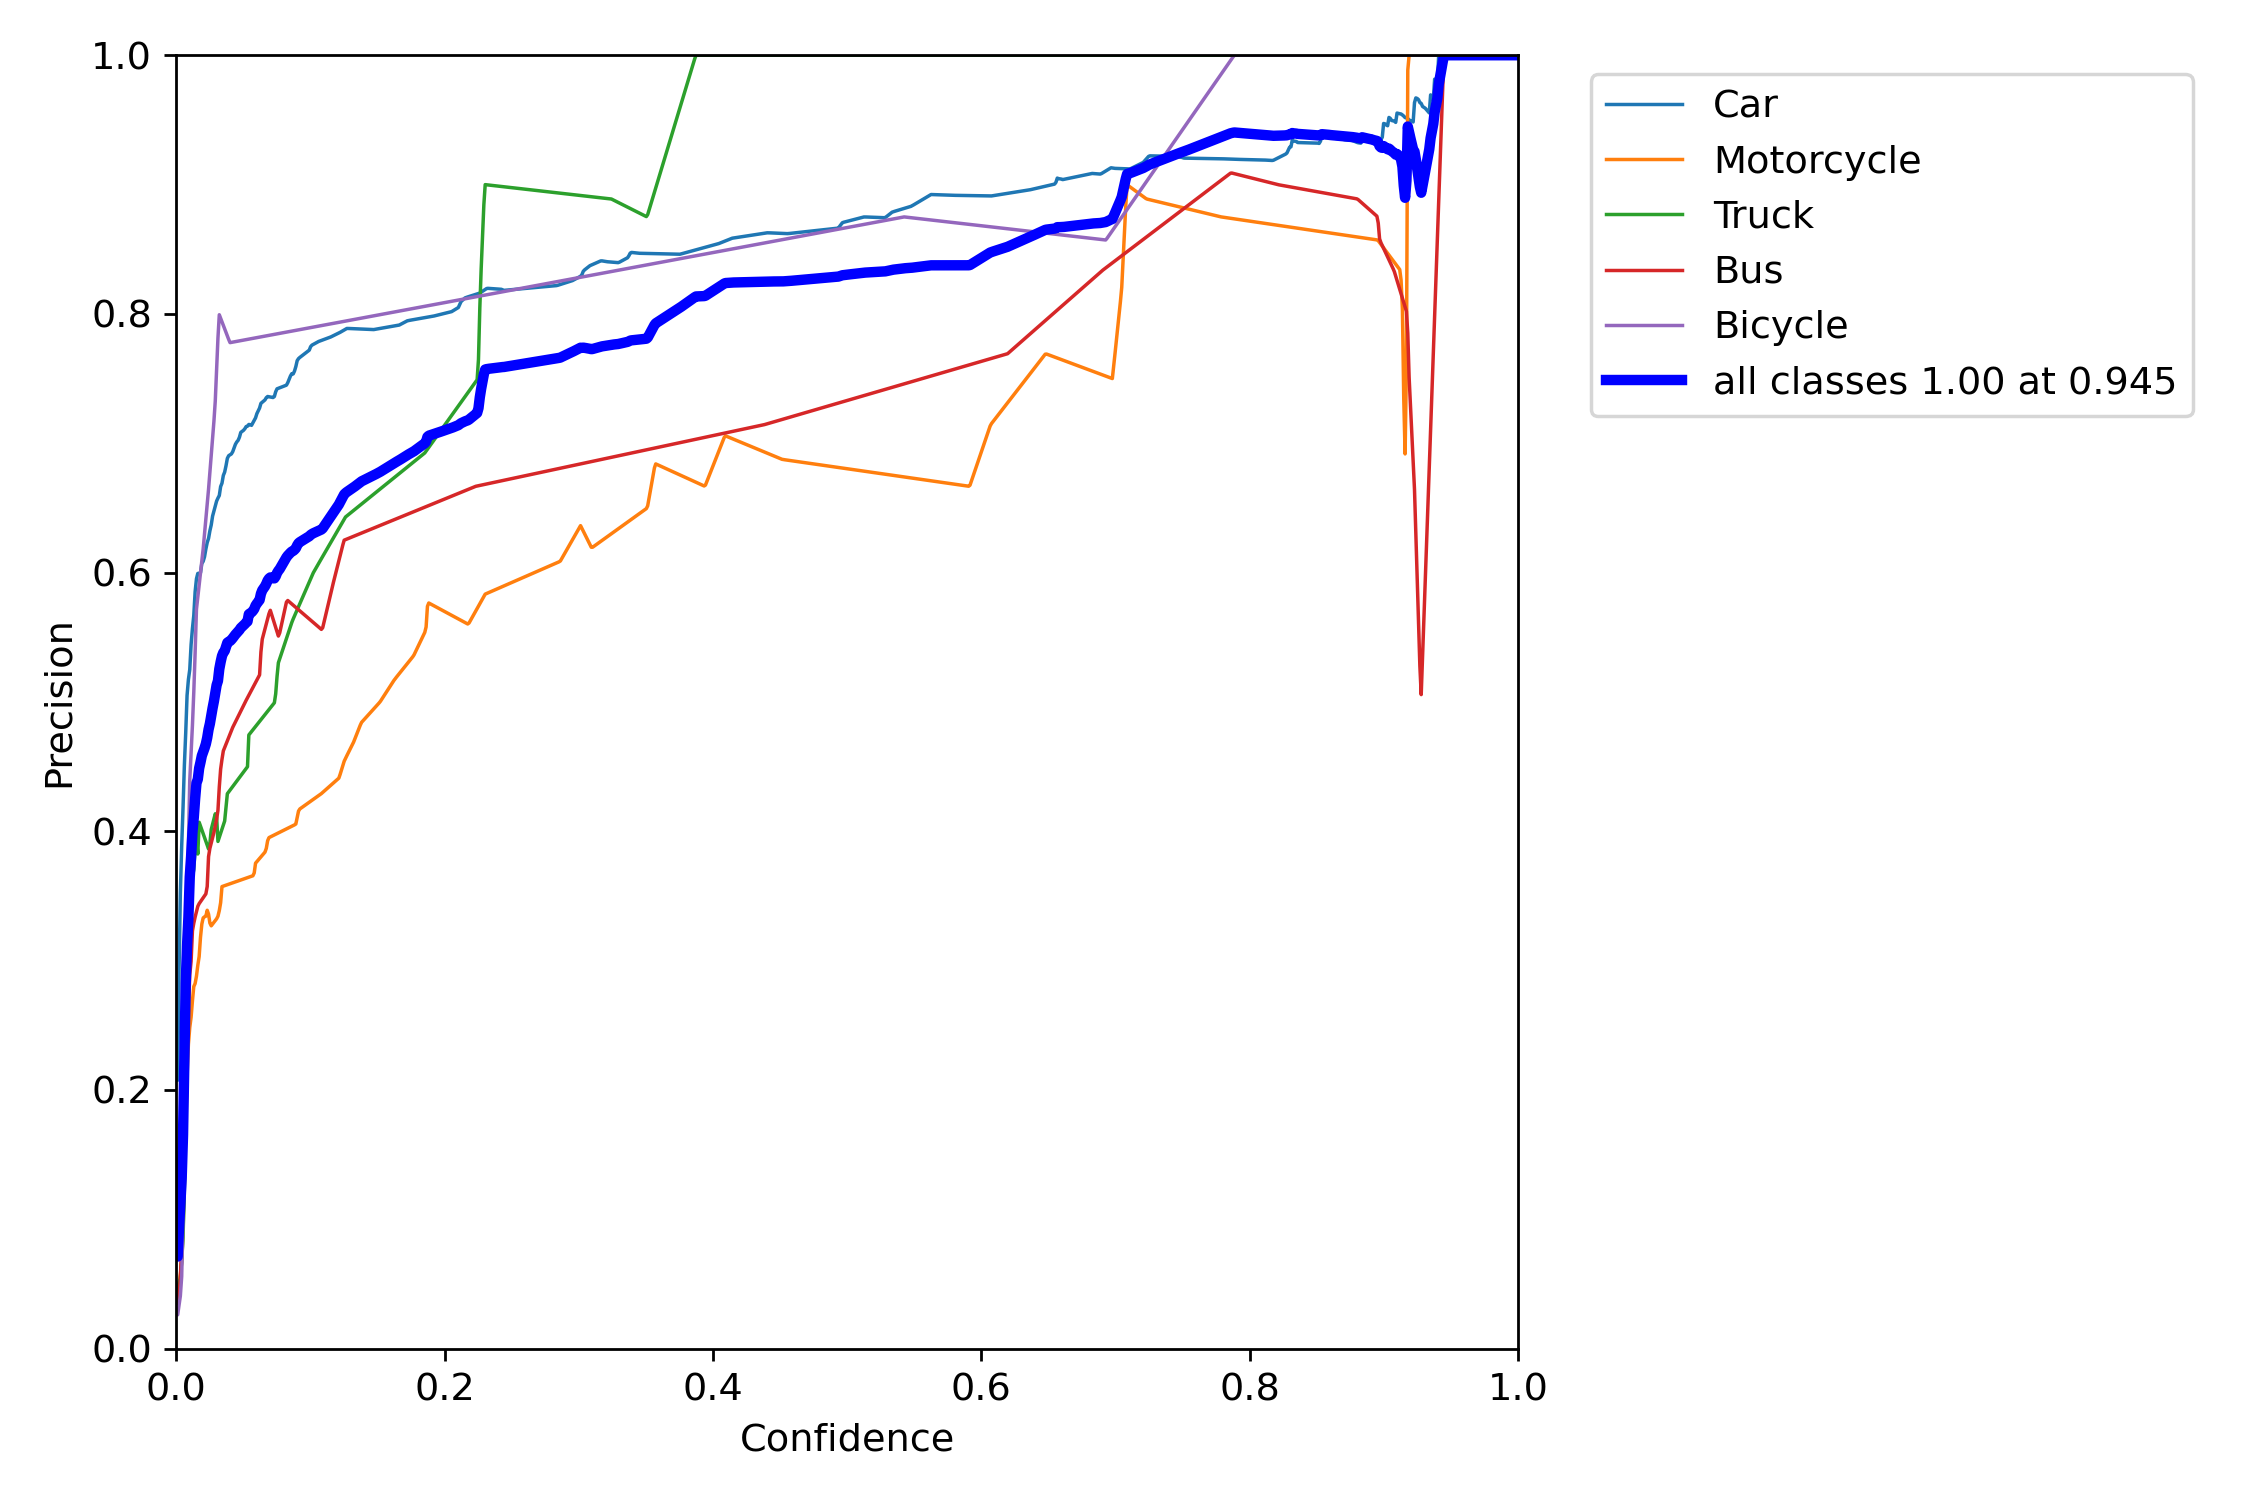 1.0
0.8
0.6
0.4
0.2
0.0
Precision
0.0 0.2 0.4 0.6 0.8 1.0
Confidence
Car
Motorcycle
Truck
Bus
Bicycle
all classes 1.00 at 0.945